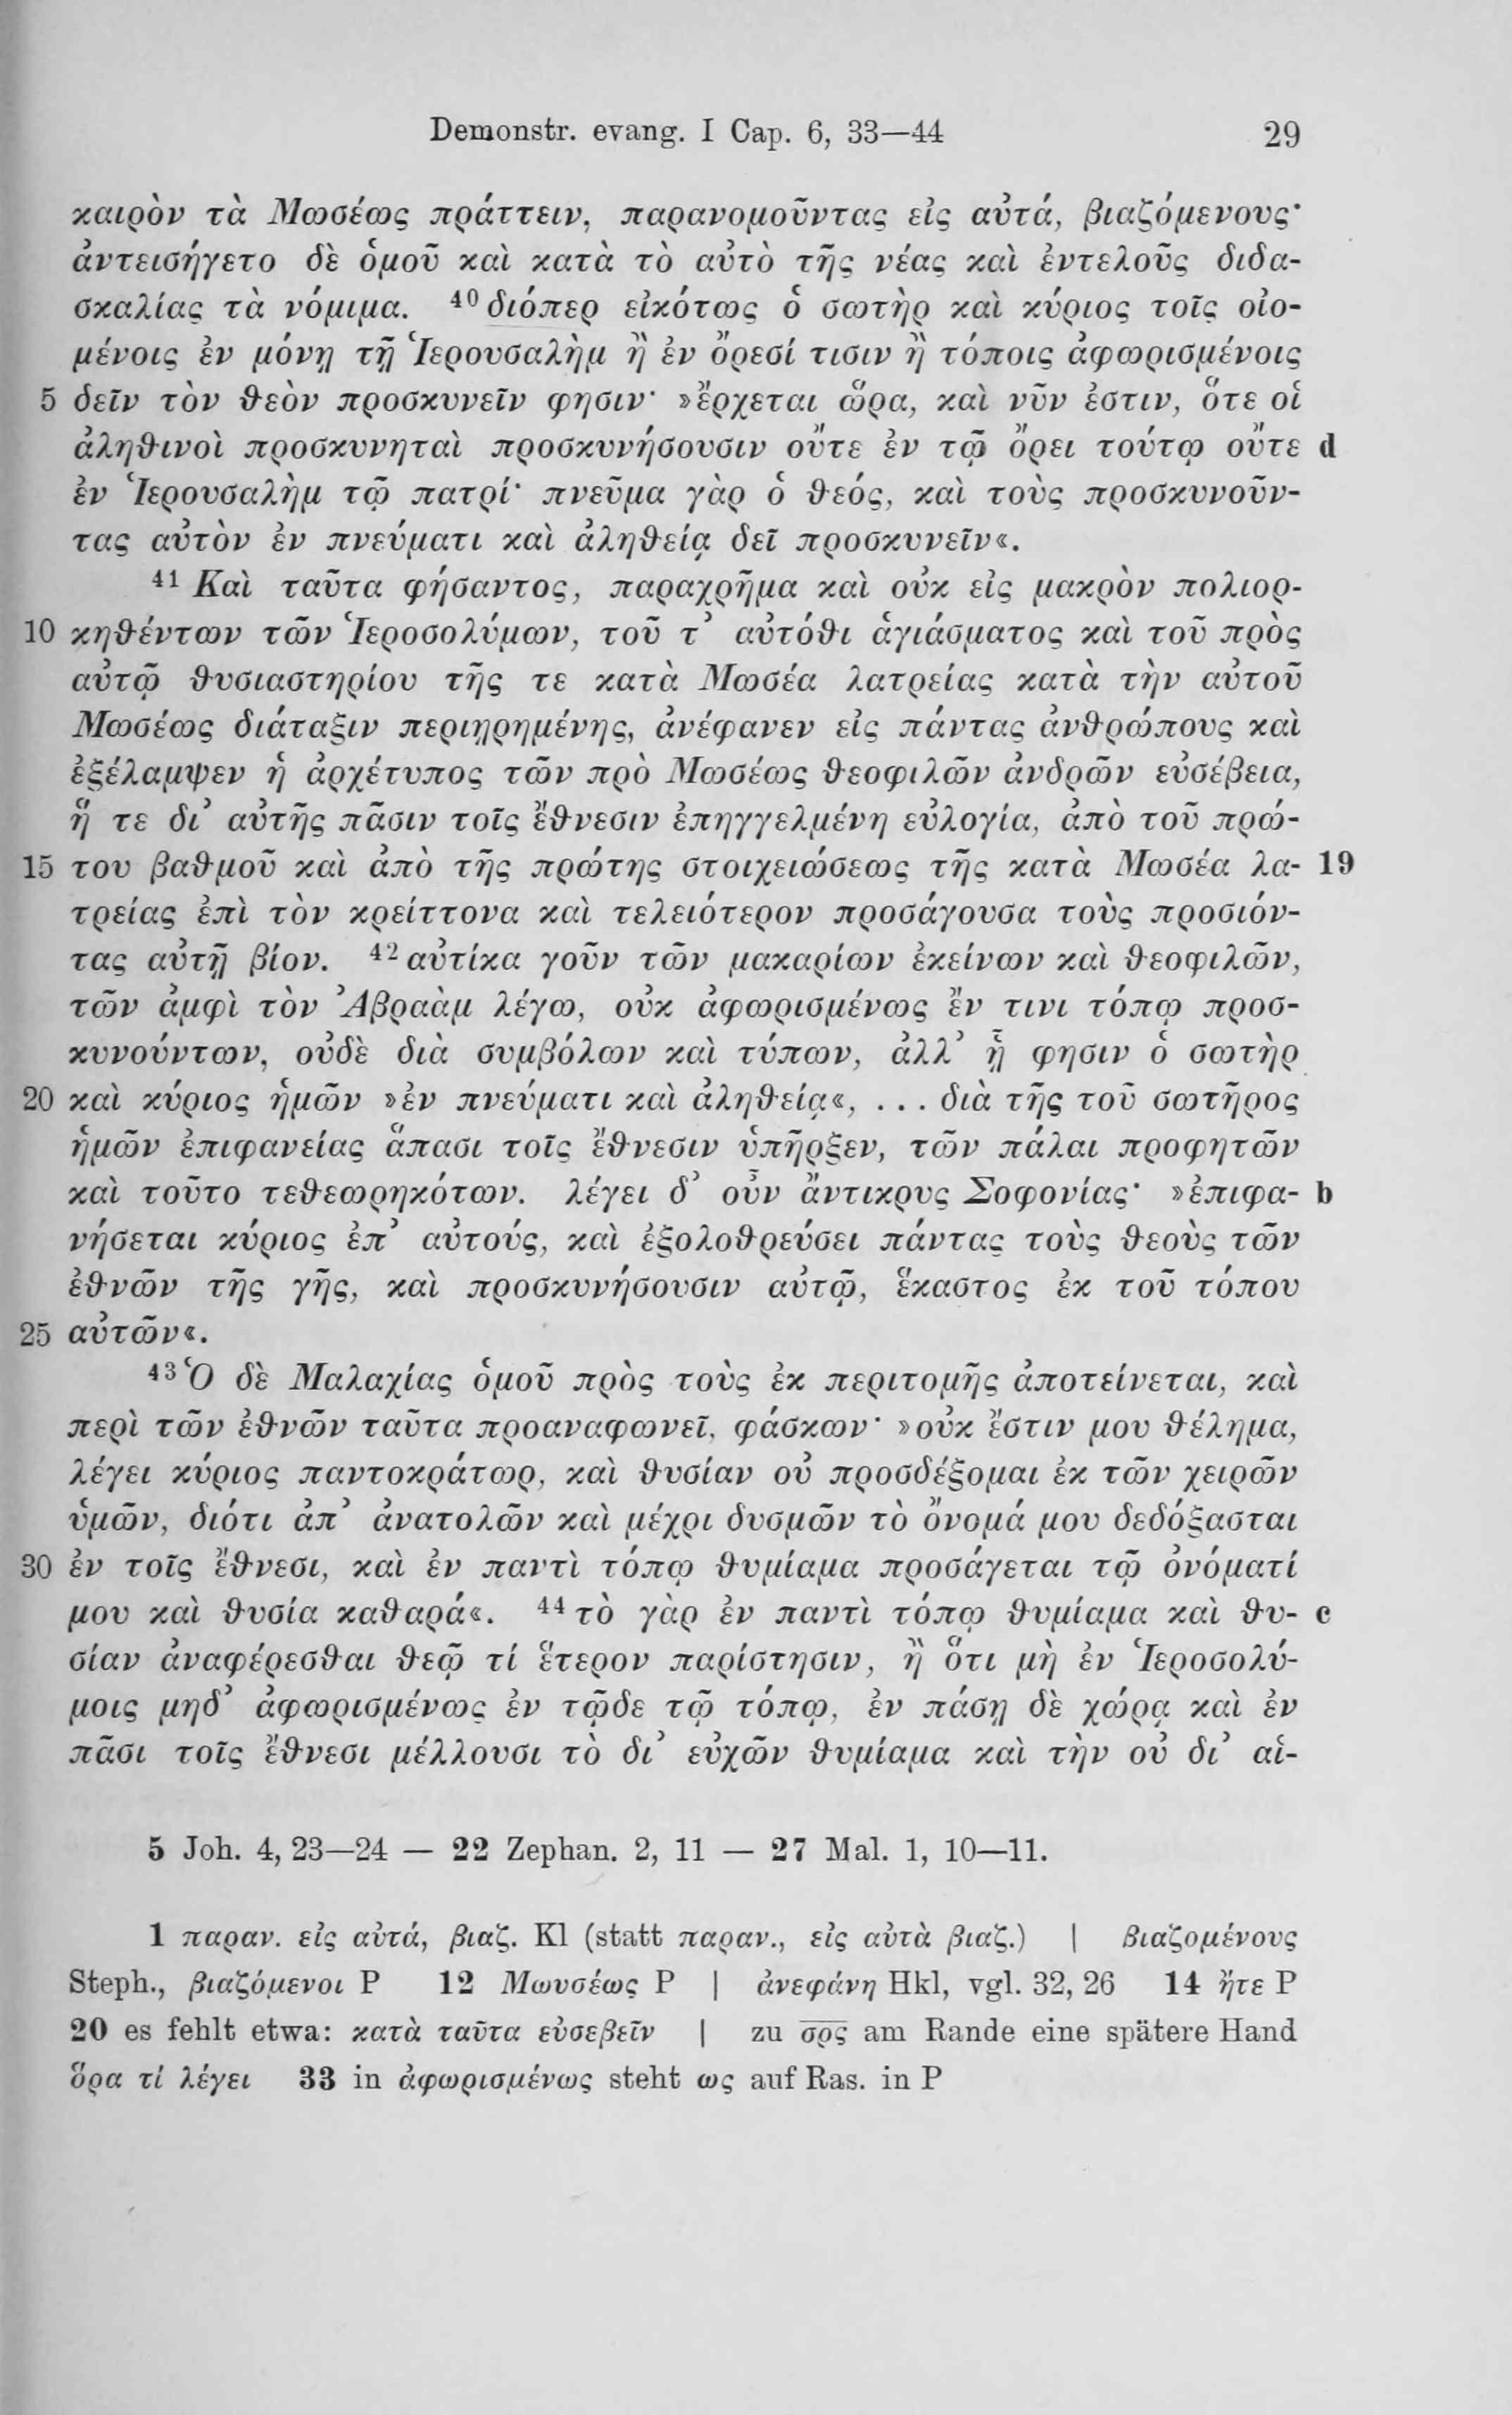 Demonstr. evang. I Cap. 6, 33—44 29
καιρὸν τὰ Μωσέως πράττειν, παρανομοῦντας εἰς αὐτά, βιαζόμενους·
ἀντεισήγετο δὲ ὁμοῦ καὶ κατὰ τὸ αὐτὸ τῆς νέας καὶ ἐντελοῦς διδα-
σκαλίας τὰ νόμιμα. ⁴⁰ διόπερ εἰκότως ὁ σωτὴρ καὶ κύριος τοῖς οἰο-
μένοις ἐν μόνῃ τῇ Ἱερουσαλὴμ ἢ ἐν ὄρεσί τισιν ἢ τόποις ἀφωρισμένοις
5 δεῖν τὸν θεὸν προσκυνεῖν φησιν· »ἔρχεται ὥρα, καὶ νῦν ἐστιν, ὅτε οἱ
ἀληθινοὶ προσκυνηταὶ προσκυνήσουσιν οὔτε ἐν τῷ ὄρει τούτῳ οὔτε d
ἐν Ἱερουσαλὴμ τῷ πατρί· πνεῦμα γὰρ ὁ θεός, καὶ τοὺς προσκυνοῦν-
τας αὐτὸν ἐν πνεύματι καὶ ἀληθείᾳ δεῖ προσκυνεῖν«.
⁴¹ Καὶ ταῦτα φήσαντος, παραχρῆμα καὶ οὐκ εἰς μακρὸν πολιορ-
10 κηθέντων τῶν Ἱεροσολύμων, τοῦ τ’ αὐτόθι ἁγιάσματος καὶ τοῦ πρὸς
αὐτῷ θυσιαστηρίου τῆς τε κατὰ Μωσέα λατρείας κατὰ τὴν αὐτοῦ
Μωσέως διάταξιν περιῃρημένης, ἀνέφανεν εἰς πάντας ἀνθρώπους καὶ
ἐξέλαμψεν ἡ ἀρχέτυπος τῶν πρὸ Μωσέως θεοφιλῶν ἀνδρῶν εὐσέβεια,
ἥ τε δι’ αὐτῆς πᾶσιν τοῖς ἔθνεσιν ἐπηγγελμένη εὐλογία, ἀπὸ τοῦ πρώ-
15 του βαθμοῦ καὶ ἀπὸ τῆς πρώτης στοιχειώσεως τῆς κατὰ Μωσέα λα- 19
τρείας ἐπὶ τὸν κρείττονα καὶ τελειότερον προσάγουσα τοὺς προσιόν-
τας αὐτῇ βίον. ⁴² αὐτίκα γοῦν τῶν μακαρίων ἐκείνων καὶ θεοφιλῶν,
τῶν ἀμφὶ τὸν Ἀβραὰμ λέγω, οὐκ ἀφωρισμένως ἔν τινι τόπῳ προσ-
κυνούντων, οὐδὲ διὰ συμβόλων καὶ τύπων, ἀλλ’ ᾗ φησιν ὁ σωτὴρ
20 καὶ κύριος ἡμῶν »ἐν πνεύματι καὶ ἀληθείᾳ«, . . . διὰ τῆς τοῦ σωτῆρος
ἡμῶν ἐπιφανείας ἅπασι τοῖς ἔθνεσιν ὑπῆρξεν, τῶν πάλαι προφητῶν
καὶ τοῦτο τεθεωρηκότων. λέγει δ’ οὖν ἄντικρυς Σοφονίας· »ἐπιφα- b
νήσεται κύριος ἐπ’ αὐτούς, καὶ ἐξολοθρεύσει πάντας τοὺς θεοὺς τῶν
ἐθνῶν τῆς γῆς, καὶ προσκυνήσουσιν αὐτῷ, ἕκαστος ἐκ τοῦ τόπου
25 αὐτῶν«.
⁴³ Ὁ δὲ Μαλαχίας ὁμοῦ πρὸς τοὺς ἐκ περιτομῆς ἀποτείνεται, καὶ
περὶ τῶν ἐθνῶν ταῦτα προαναφωνεῖ, φάσκων· »οὐκ ἔστιν μου θέλημα,
λέγει κύριος παντοκράτωρ, καὶ θυσίαν οὐ προσδέξομαι ἐκ τῶν χειρῶν
ὑμῶν, διότι ἀπ’ ἀνατολῶν καὶ μέχρι δυσμῶν τὸ ὄνομά μου δεδόξασται
30 ἐν τοῖς ἔθνεσι, καὶ ἐν παντὶ τόπῳ θυμίαμα προσάγεται τῷ ὀνόματί
μου καὶ θυσία καθαρά«. ⁴⁴ τὸ γὰρ ἐν παντὶ τόπῳ θυμίαμα καὶ θυ- c
σίαν ἀναφέρεσθαι θεῷ τί ἕτερον παρίστησιν, ἢ ὅτι μὴ ἐν Ἱεροσολύ-
μοις μηδ’ ἀφωρισμένως ἐν τῷδε τῷ τόπῳ, ἐν πάσῃ δὲ χώρᾳ καὶ ἐν
πᾶσι τοῖς ἔθνεσι μέλλουσι τὸ δι’ εὐχῶν θυμίαμα καὶ τὴν οὐ δι’ αἱ-
5 Joh. 4, 23—24 — 22 Zephan. 2, 11 — 27 Mal. 1, 10—11.
1 παραν. εἰς αὐτά, βιαζ. Kl (statt παραν., εἰς αὐτὰ βιαζ.) | βιαζομένους
Steph., βιαζόμενοι P 12 Μωυσέως P | ἀνεφάνη Hkl, vgl. 32, 26 14 ἤτε P
20 es fehlt etwa: κατὰ ταῦτα εὐσεβεῖν | zu σ̅ρ̅ς̅ am Rande eine spätere Hand
ὅρα τί λέγει 33 in ἀφωρισμένως steht ως auf Ras. in P